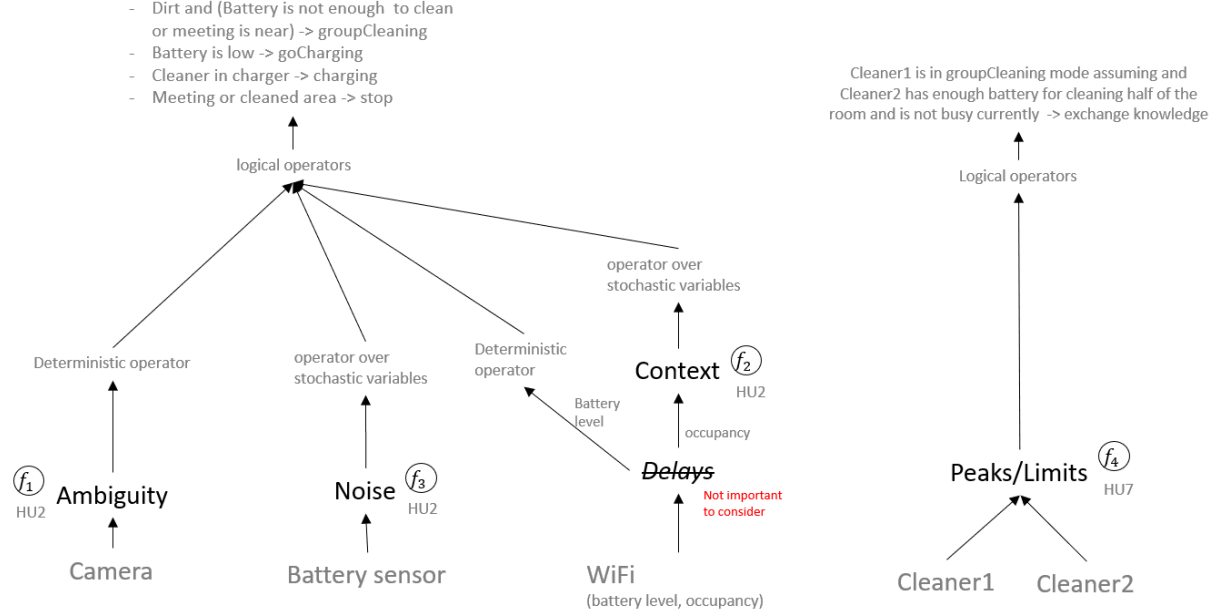 - Dirt and (Battery is not enough to clean
or meeting is near) -> groupCleaning
- Battery is low -> goCharging
- Cleaner in charger -> charging
- Meeting or cleaned area -> stop
logical operators
Deterministic operator
operator over
stochastic variables
Deterministic
operator
operator over
stochastic variables
Context
f2
HU2
Battery
level
occupancy
f1
HU2
Ambiguity
Noise
f3
HU2
Delays
Not important
to consider
Camera
Battery sensor
WiFi
(battery level, occupancy)
Cleaner1 is in groupCleaning mode assuming and
Cleaner2 has enough battery for cleaning half of the
room and is not busy currently -> exchange knowledge
Logical operators
Peaks/Limits
f4
HU7
Cleaner1
Cleaner2